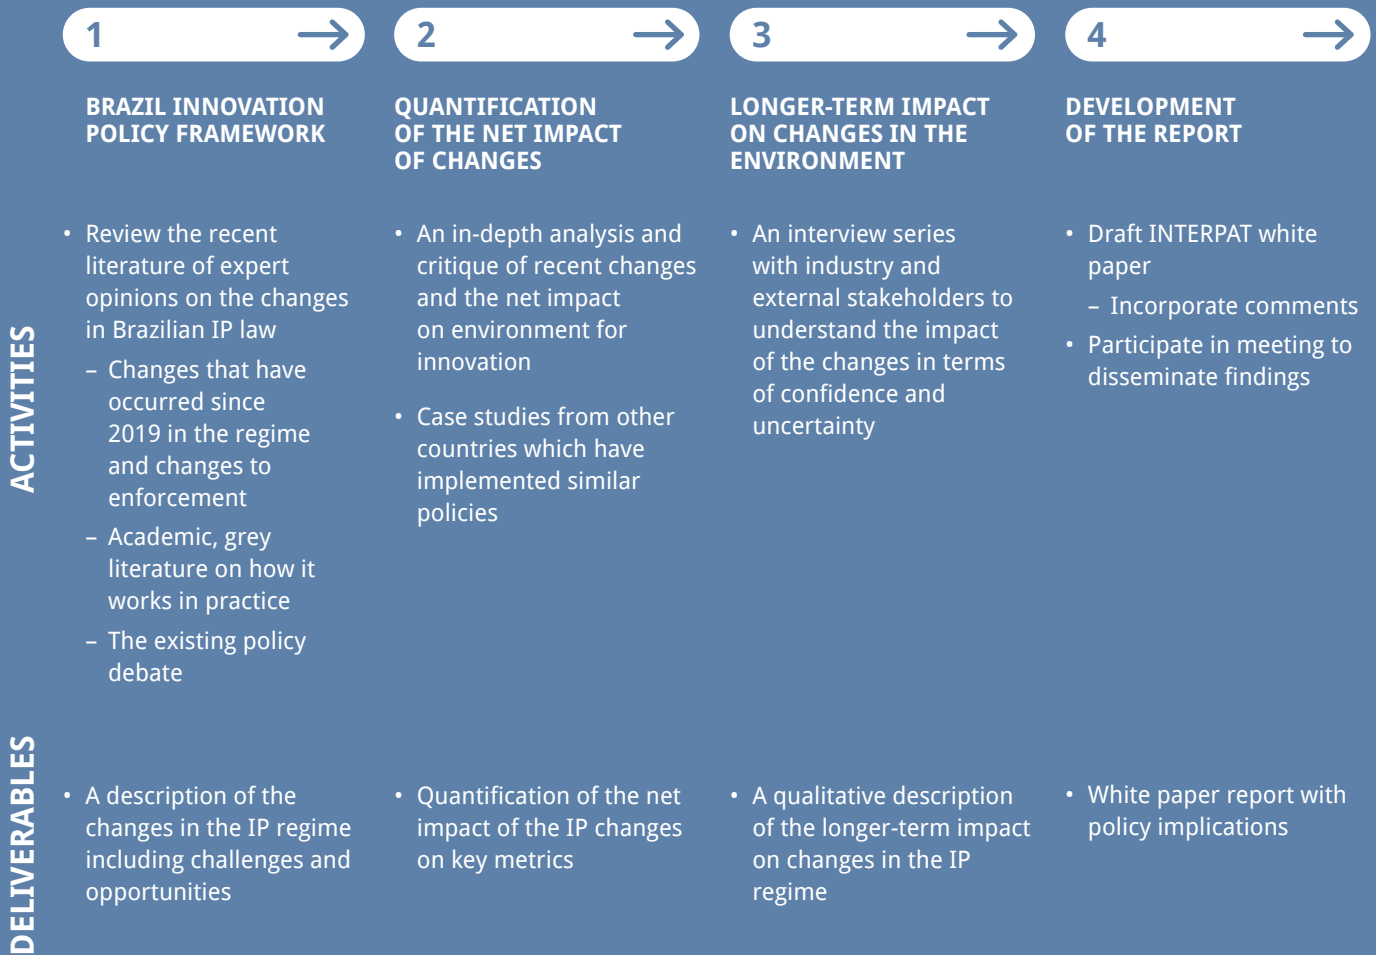 1
BRAZIL INNOVATION
POLICY FRAMEWORK
2
QUANTIFICATION
OF THE NET IMPACT
OF CHANGES
3
LONGER-TERM IMPACT
ON CHANGES IN THE
ENVIRONMENT
4
DEVELOPMENT
OF THE REPORT
ACTIVITIES
• Review the recent
literature of expert
opinions on the changes
in Brazilian IP law
– Changes that have
occurred since
2019 in the regime
and changes to
enforcement
– Academic, grey
literature on how it
works in practice
– The existing policy
debate
• An in-depth analysis and
critique of recent changes
and the net impact
on environment for
innovation
• Case studies from other
countries which have
implemented similar
policies
• An interview series
with industry and
external stakeholders to
understand the impact
of the changes in terms
of confidence and
uncertainty
• Draft INTERPAT white
paper
– Incorporate comments
• Participate in meeting to
disseminate findings
DELIVERABLES
• A description of the
changes in the IP regime
including challenges and
opportunities
• Quantification of the net
impact of the IP changes
on key metrics
• A qualitative description
of the longer-term impact
on changes in the IP
regime
• White paper report with
policy implications